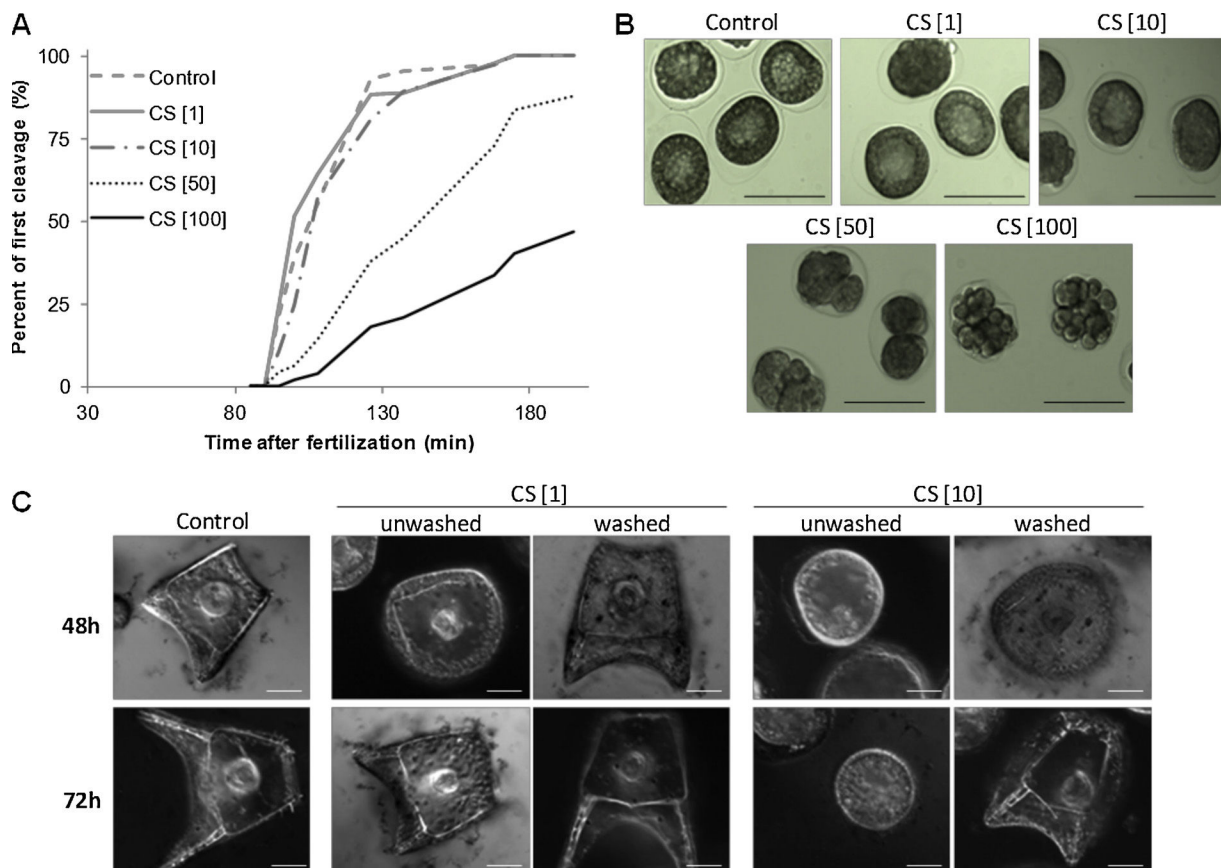 A
Percent of first cleavage (%)
100
75
50
25
0
30
80
130
180
Time after fertilization (min)
Control
CS [1]
CS [10]
CS [50]
CS [100]
B
Control
CS [1]
CS [10]
CS [50]
CS [100]
C
Control
CS [1]
unwashed
washed
CS [10]
unwashed
washed
48h
72h